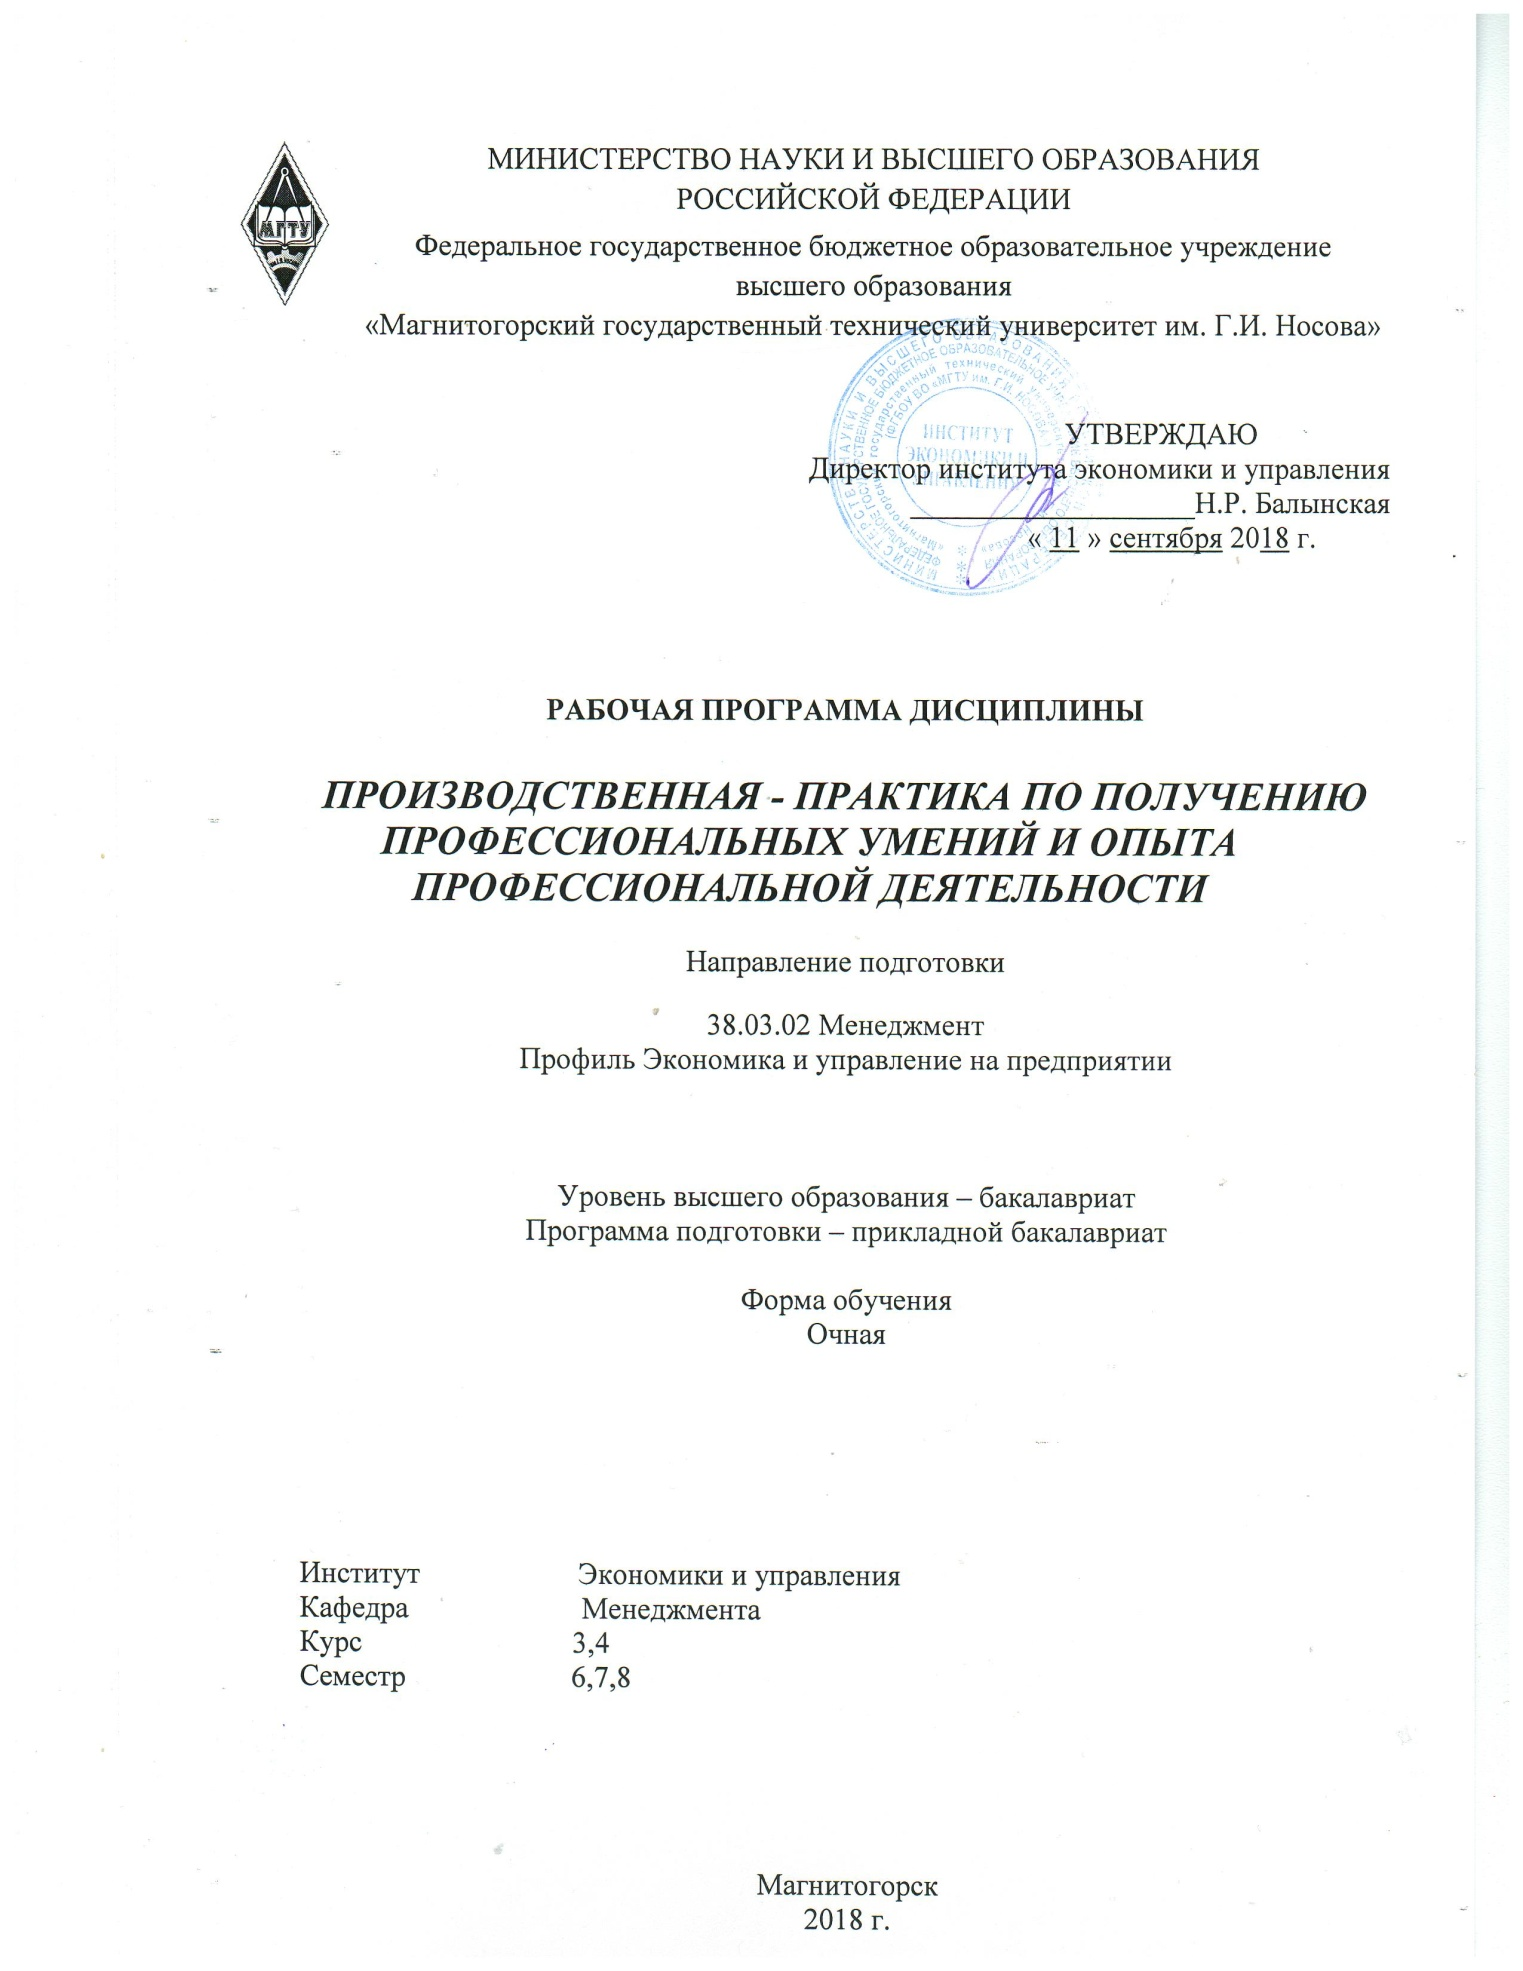 МИНИСТЕРСТВО НАУКИ И ВЫСШЕГО ОБРАЗОВАНИЯ
РОССИЙСКОЙ ФЕДЕРАЦИИ
МГТУ
Федеральное государственное бюджетное образовательное учреждение
высшего образования
«Магнитогорский государственный технический университет им. Г.И. Носова»
УТВЕРЖДАЮ
Директор института экономики и управления
Н.Р. Балынская
« 11 » сентября 2018 г.
ИНСТИТУТ
ЭКОНОМИКИ И
УПРАВЛЕНИЯ
РАБОЧАЯ ПРОГРАММА ДИСЦИПЛИНЫ
ПРОИЗВОДСТВЕННАЯ - ПРАКТИКА ПО ПОЛУЧЕНИЮ
ПРОФЕССИОНАЛЬНЫХ УМЕНИЙ И ОПЫТА
ПРОФЕССИОНАЛЬНОЙ ДЕЯТЕЛЬНОСТИ
Направление подготовки
38.03.02 Менеджмент
Профиль Экономика и управление на предприятии
Уровень высшего образования – бакалавриат
Программа подготовки – прикладной бакалавриат
Форма обучения
Очная
Институт Экономики и управления
Кафедра Менеджмента
Курс 3,4
Семестр 6,7,8
Магнитогорск
2018 г.